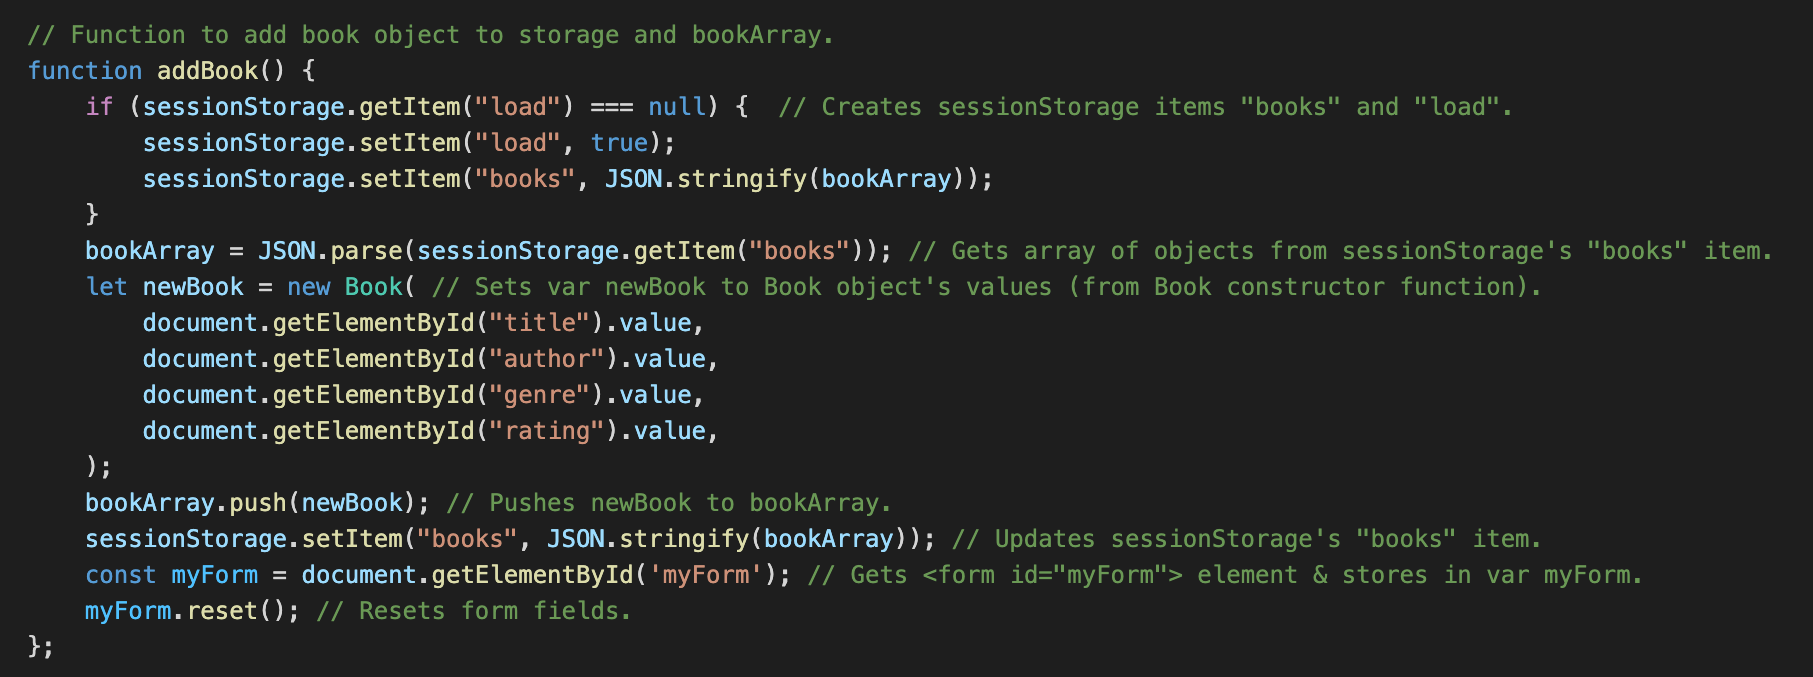 // Function to add book object to storage and bookArray.
function addBook() {
    if (sessionStorage.getItem("load") === null) {  // Creates sessionStorage items "books" and "load".
        sessionStorage.setItem("load", true);
        sessionStorage.setItem("books", JSON.stringify(bookArray));
    }
    bookArray = JSON.parse(sessionStorage.getItem("books")); // Gets array of objects from sessionStorage's "books" item.
    let newBook = new Book( // Sets var newBook to Book object's values (from Book constructor function).
        document.getElementById("title").value,
        document.getElementById("author").value,
        document.getElementById("genre").value,
        document.getElementById("rating").value,
    );
    bookArray.push(newBook); // Pushes newBook to bookArray.
    sessionStorage.setItem("books", JSON.stringify(bookArray)); // Updates sessionStorage's "books" item.
    const myForm = document.getElementById('myForm'); // Gets <form id="myForm"> element & stores in var myForm.
    myForm.reset(); // Resets form fields.
};